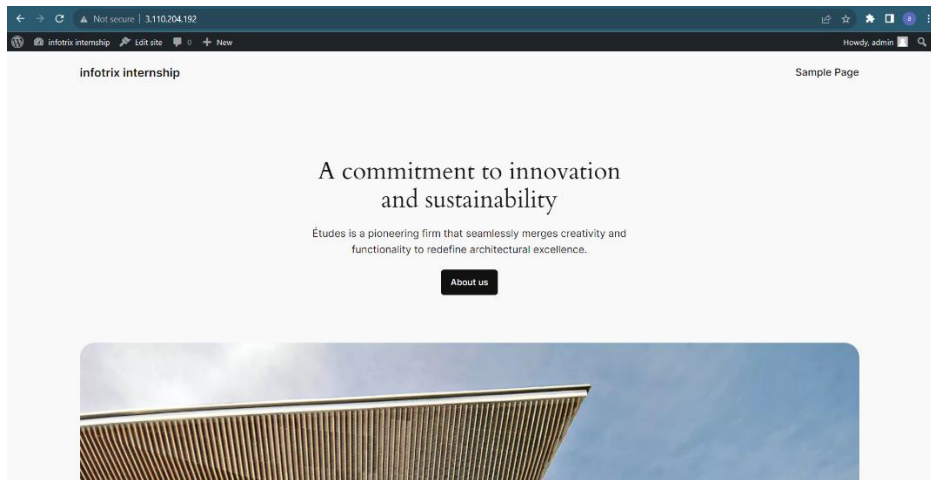 Not secure | 3.110.204.192
infotrix internship Edit site 0 + New Howdy, admin
infotrix internship Sample Page
A commitment to innovation
and sustainability
Études is a pioneering firm that seamlessly merges creativity and
functionality to redefine architectural excellence.
About us